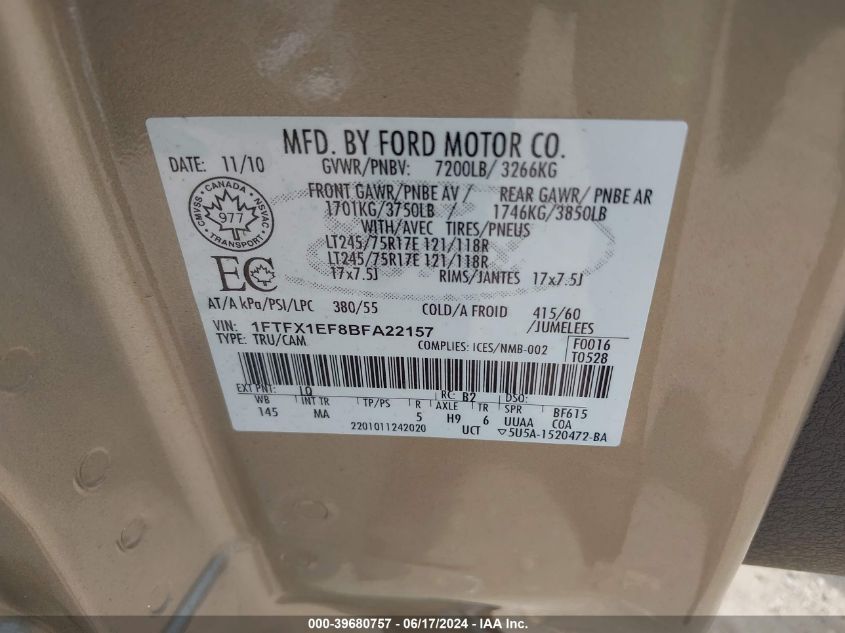 MFD. BY FORD MOTOR CO.
DATE: 11/10 GVWR/PNBV: 7200LB/ 3266KG
FRONT GAWR/PNBE AV / REAR GAWR/ PNBE AR
1701KG/3750LB / 1746KG/3850LB
WITH/AVEC TIRES/PNEUS
LT245/75R17E 121/118R
LT245/75R17E 121/118R
17x7.5J RIMS/JANTES 17x7.5J
CMVSS · CANADA · NSVAC
977
TRANSPORT
EC
AT/A kPa/PSI/LPC 380/55 COLD/A FROID 415/60
VIN: 1FTFX1EF8BFA22157 /JUMELEES
TYPE: TRU/CAM COMPLIES: ICES/NMB-002 F0016
T0528
EXT PNT: LQ RC: B2 DSO:
WB INT TR TP/PS R AXLE TR SPR BF615
145 MA 5 H9 6 UUAA COA
2201011242020 UCT ▽5U5A-1520472-BA
000-39680757 - 06/17/2024 - IAA Inc.